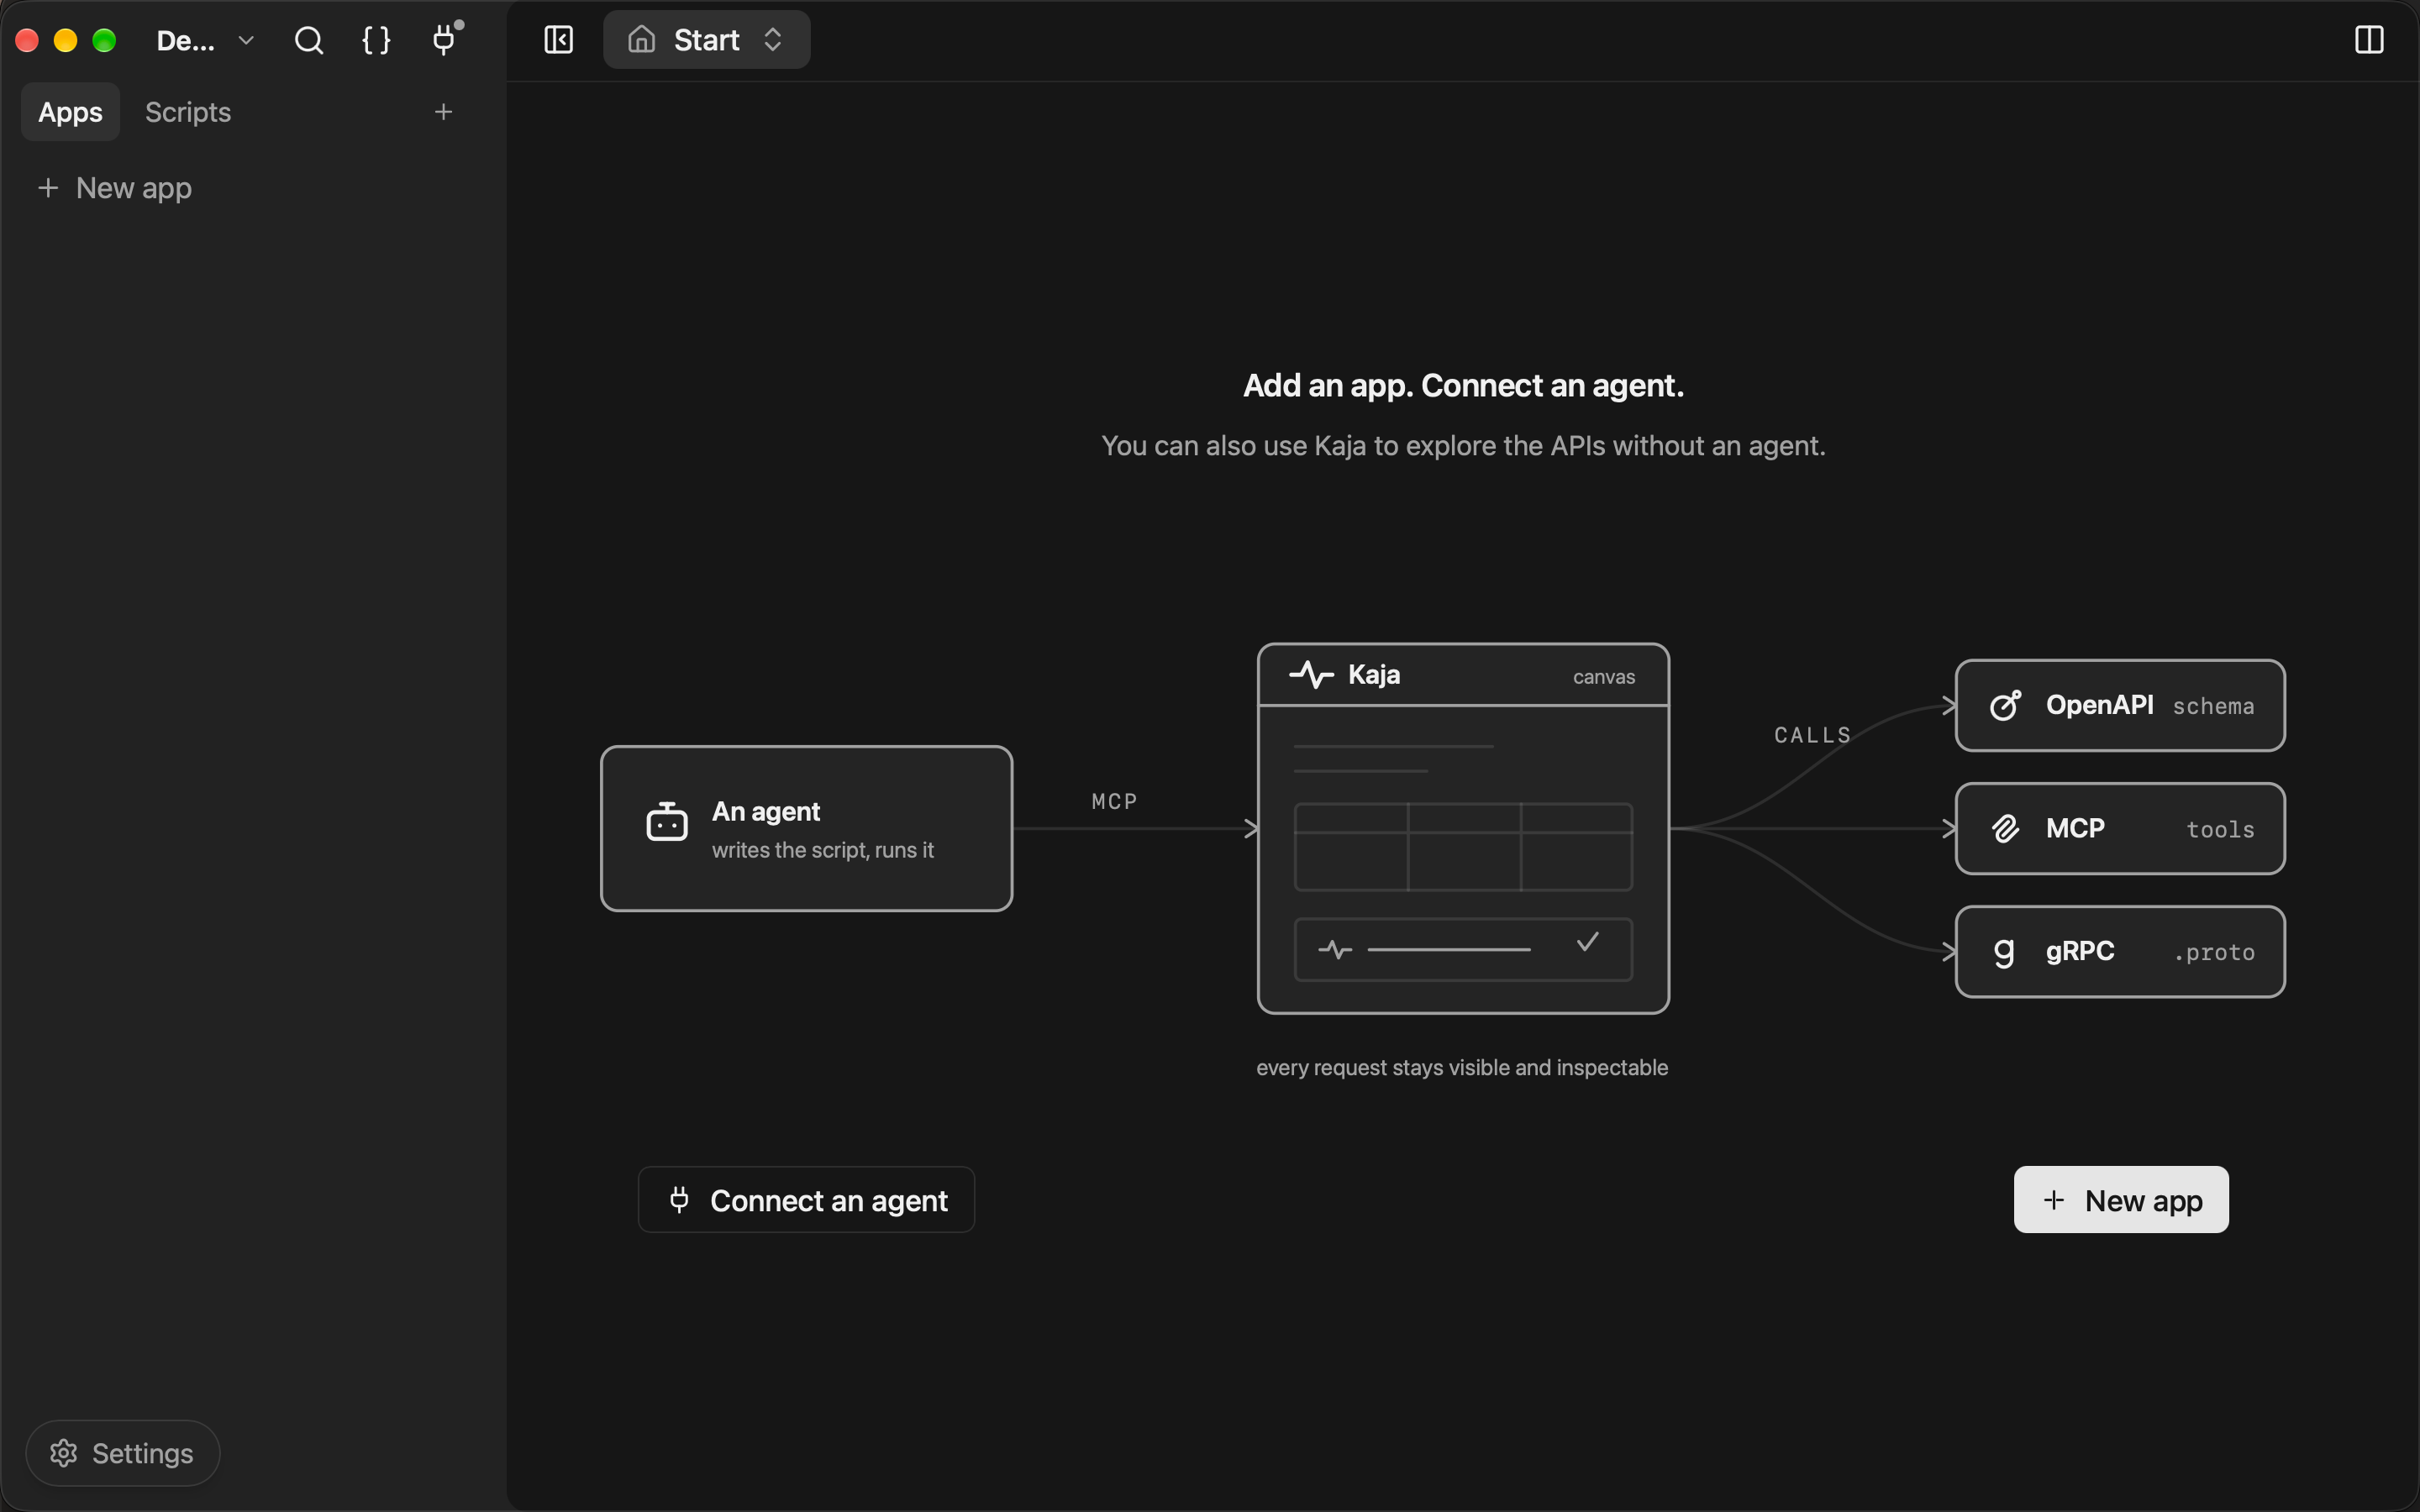 De...
Start
Apps
Scripts
New app
Add an app. Connect an agent.
You can also use Kaja to explore the APIs without an agent.
An agent
writes the script, runs it
MCP
Kaja
canvas
every request stays visible and inspectable
CALLS
OpenAPI schema
MCP tools
gRPC .proto
Connect an agent
New app
Settings